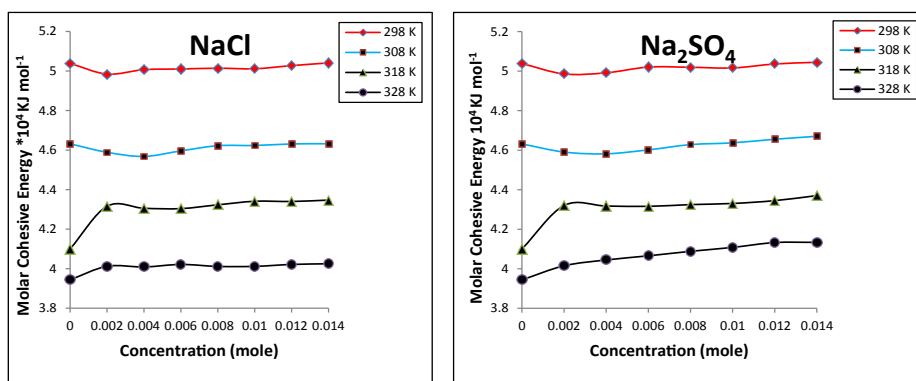 NaCl
298 K
308 K
318 K
328 K
Molar Cohesive Energy *10⁴ KJ mol⁻¹
5.2
5
4.8
4.6
4.4
4.2
4
3.8
0 0.002 0.004 0.006 0.008 0.01 0.012 0.014
Concentration (mole)
Na₂SO₄
298 K
308 K
318 K
328 K
Molar Cohesive Energy 10⁴ KJ mol⁻¹
5.2
5
4.8
4.6
4.4
4.2
4
3.8
0 0.002 0.004 0.006 0.008 0.01 0.012 0.014
Concentration (mole)